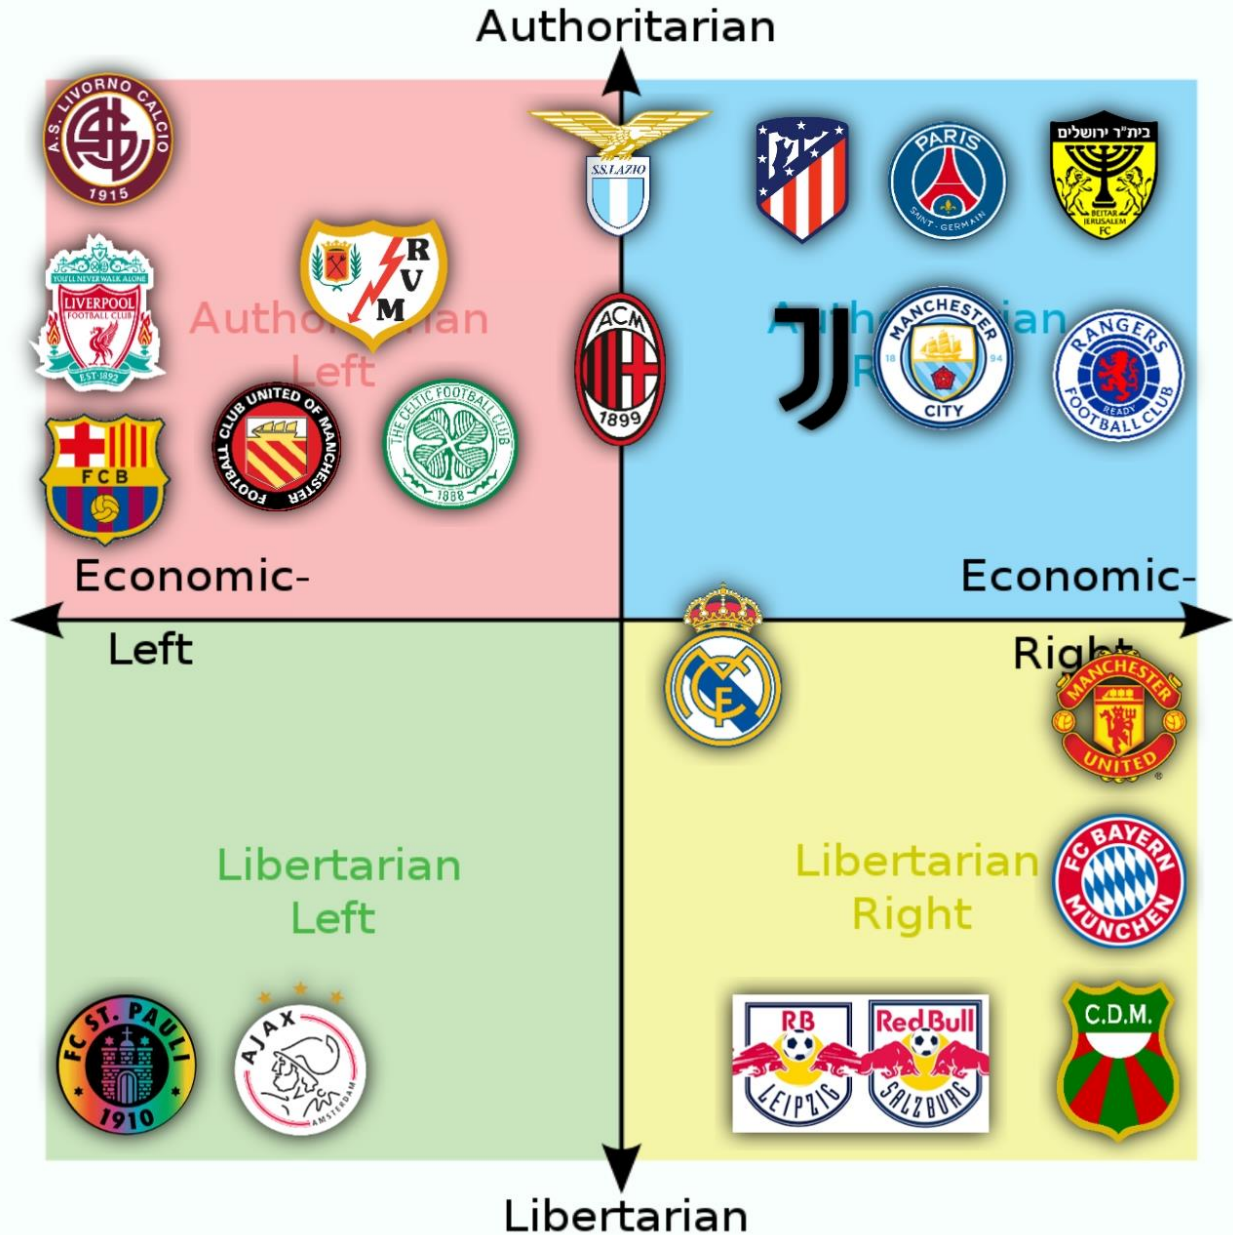 Authoritarian
A.S. LIVORNO CALCIO
1915
S.S.LAZIO
PARIS
SAINT-GERMAIN
בית"ר ירושלים
BEITAR
JERUSALEM
FC
YOU'LL NEVER WALK ALONE
LIVERPOOL
FOOTBALL CLUB
EST·1892
R
V
M
Left
ACM
1899
MANCHESTER
18 94
CITY
RANGERS
READY
FOOTBALL CLUB
FCB
FOOTBALL CLUB UNITED OF MANCHESTER
THE CELTIC FOOTBALL CLUB
1888
Economic-
Left
Economic-
Right
MANCHESTER
UNITED
®
Libertarian
Left
Libertarian
Right
FC BAYERN
MÜNCHEN
FC ST. PAULI
1910
AJAX
AMSTERDAM
RB
LEIPZIG
RedBull
SALZBURG
C.D.M.
Libertarian